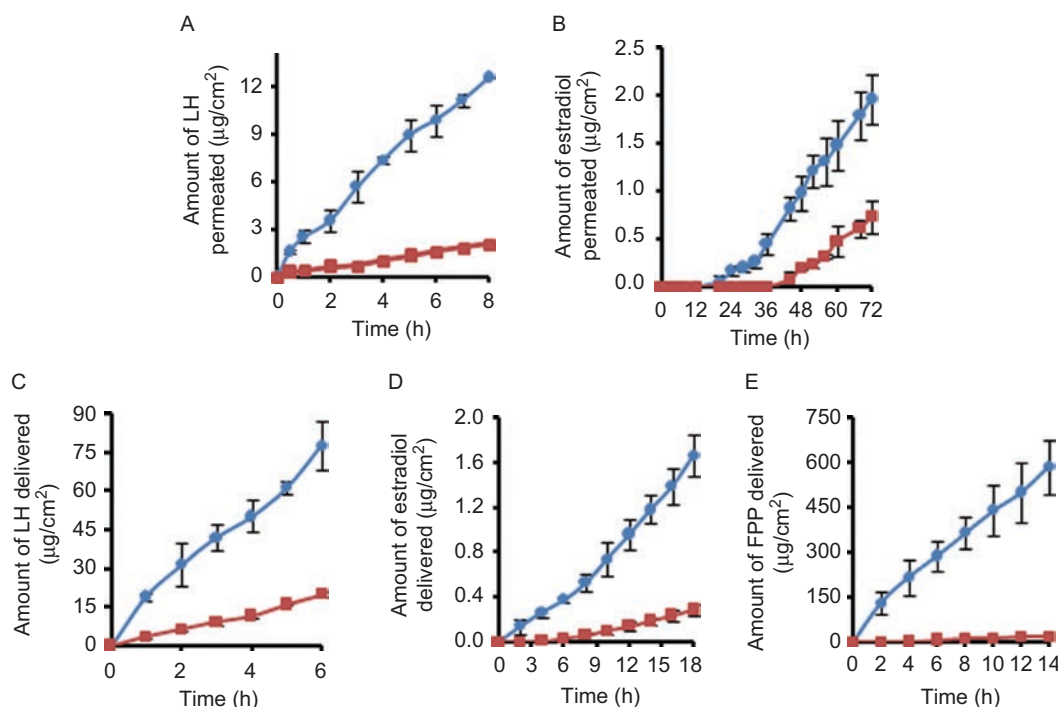 A
Amount of LH
permeated (μg/cm²)
12
9
6
3
0
0 2 4 6 8
Time (h)
B
Amount of estradiol
permeated (μg/cm²)
2.5
2.0
1.5
1.0
0.5
0.0
0 12 24 36 48 60 72
Time (h)
C
Amount of LH delivered
(μg/cm²)
90
75
60
45
30
15
0
0 2 4 6
Time (h)
D
Amount of estradiol
delivered (μg/cm²)
2.0
1.6
1.2
0.8
0.4
0.0
0 3 6 9 12 15 18
Time (h)
E
Amount of FPP delivered
(μg/cm²)
750
600
450
300
150
0
0 2 4 6 8 10 12 14
Time (h)